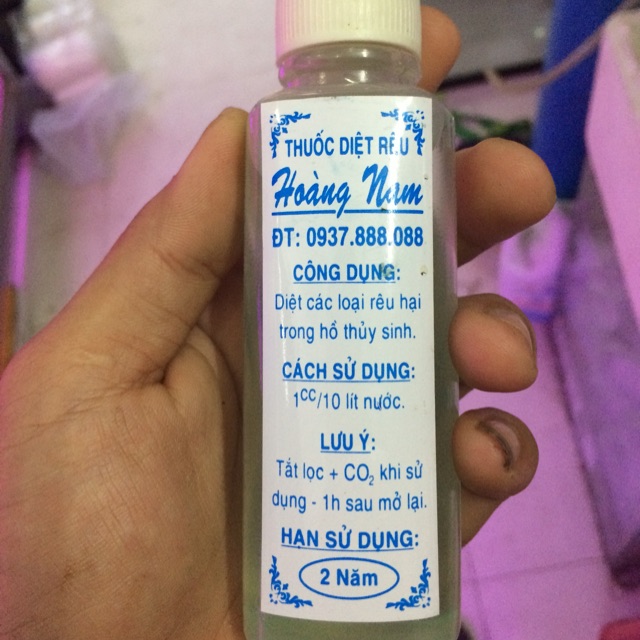 THUỐC DIỆT RÊU
Hoàng Nam
ĐT: 0937.888.088
CÔNG DỤNG:
Diệt các loại rêu hại
trong hồ thủy sinh.
CÁCH SỬ DỤNG:
1cc/10 lít nước.
LƯU Ý:
Tắt lọc + CO₂ khi sử
dụng - 1h sau mở lại.
HẠN SỬ DỤNG:
2 Năm